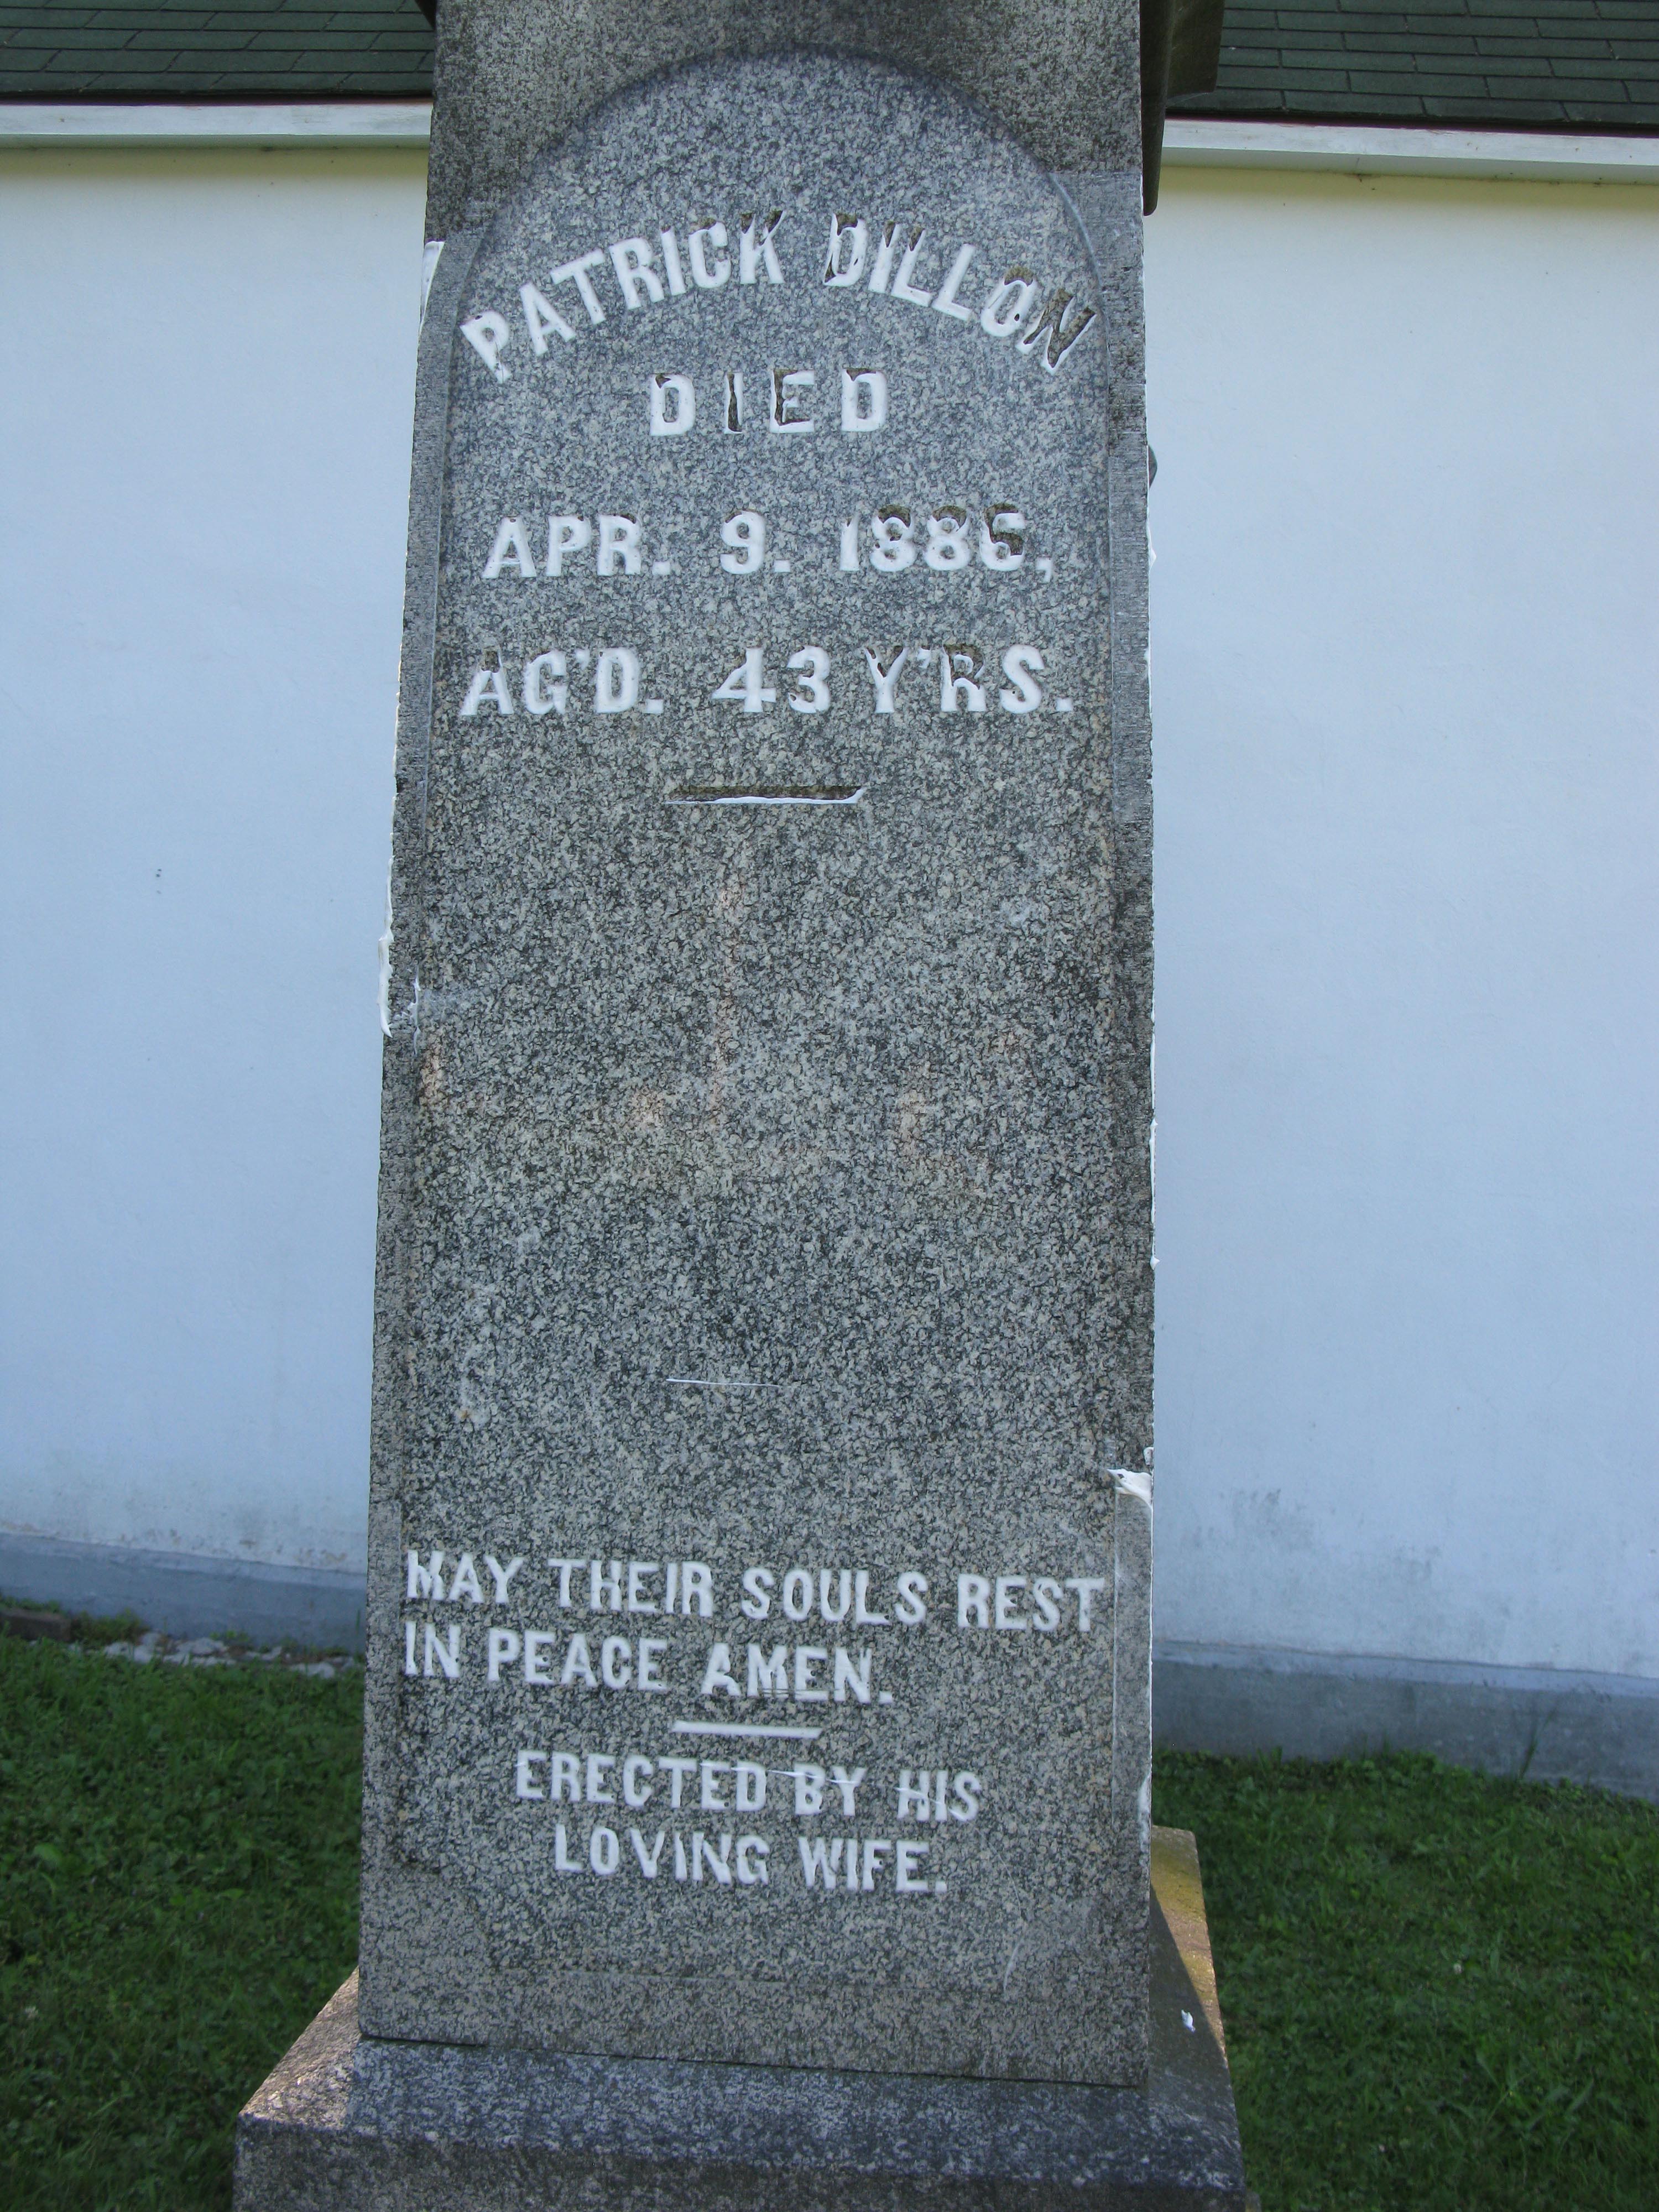 PATRICK DILLON
DIED
APR. 9. 1885,
AG'D. 43 Y'RS.
MAY THEIR SOULS REST
IN PEACE AMEN.
ERECTED BY HIS
LOVING WIFE.